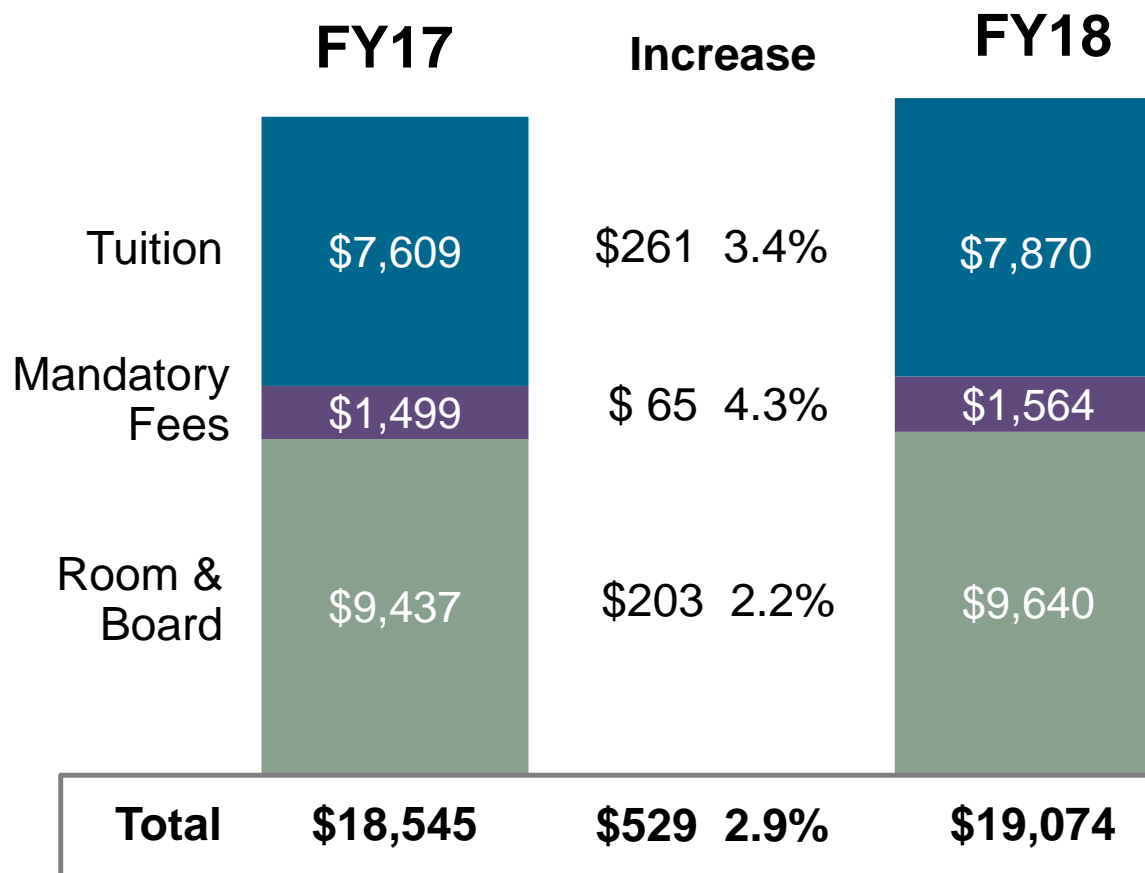 FY17 Increase FY18
Tuition $7,609 $261 3.4% $7,870
Mandatory
Fees $1,499 $ 65 4.3% $1,564
Room &
Board $9,437 $203 2.2% $9,640
Total $18,545 $529 2.9% $19,074